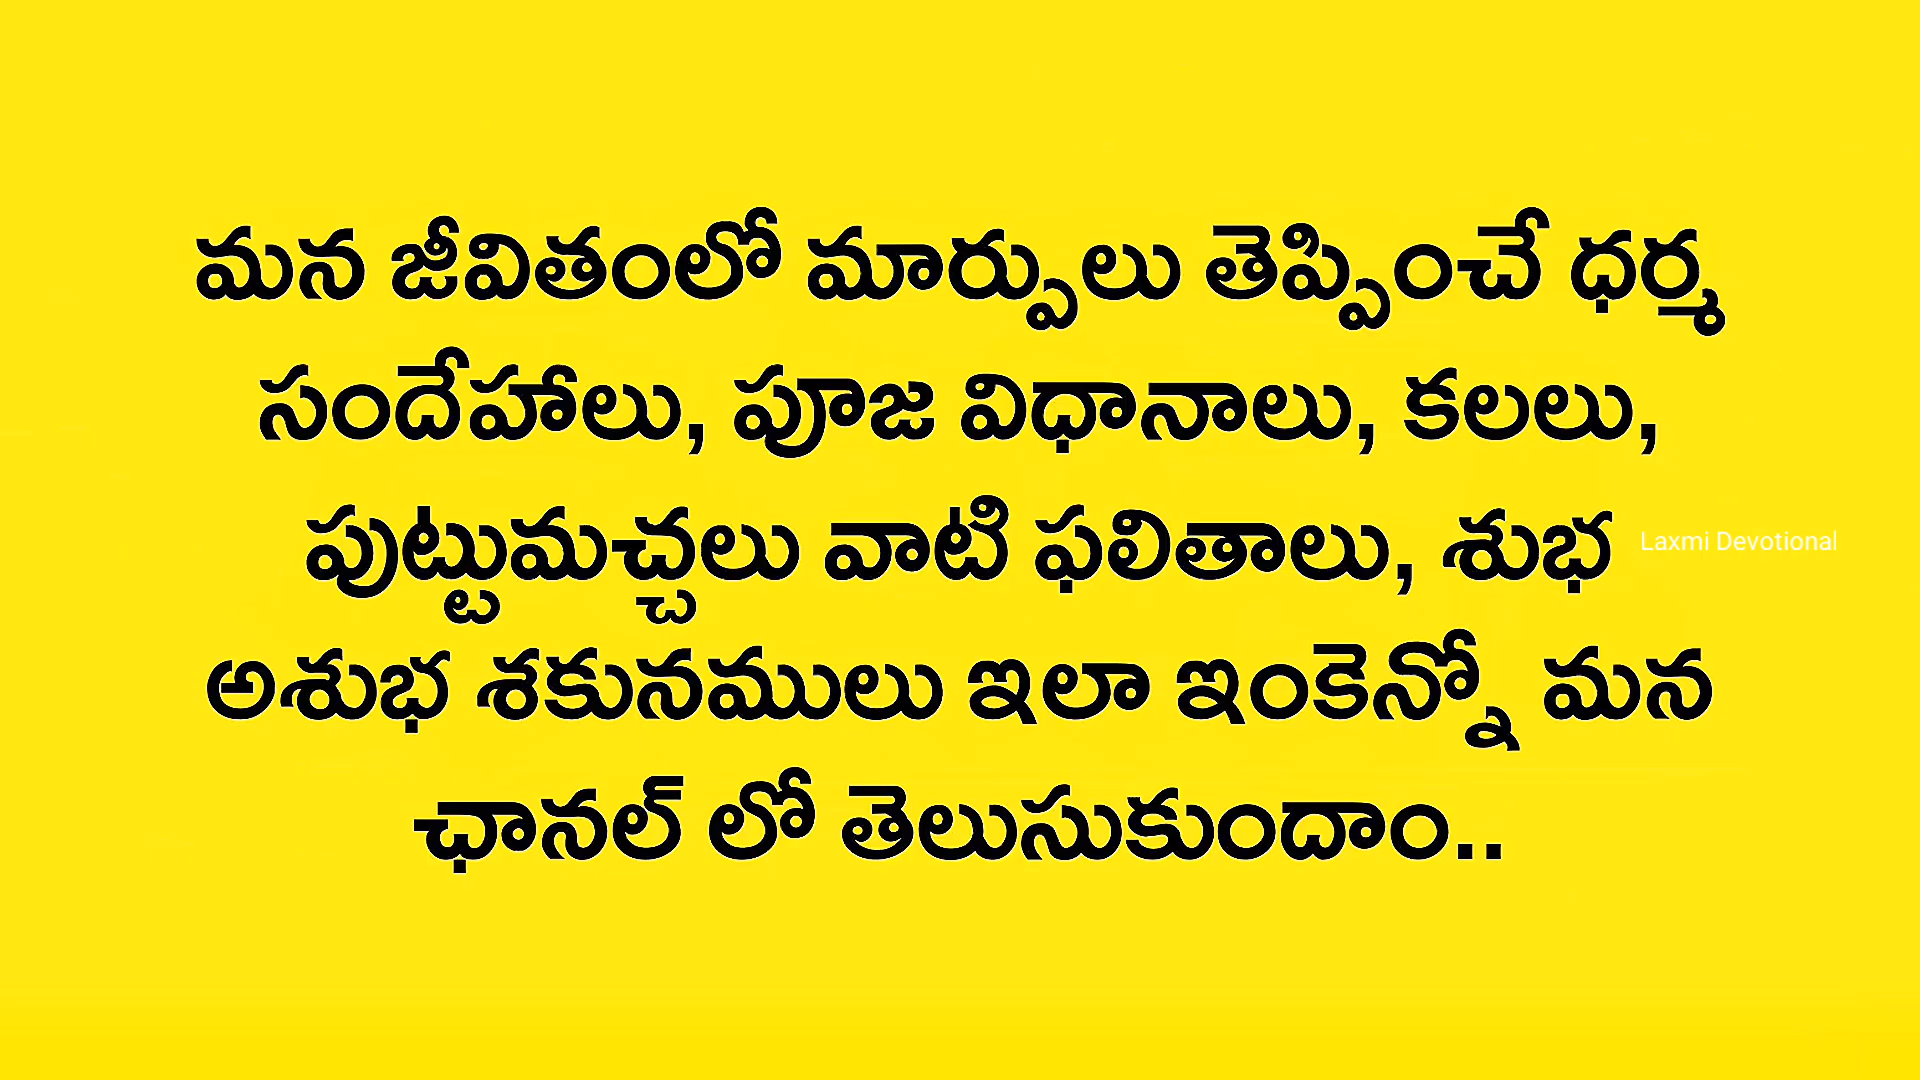 మన జీవితంలో మార్పులు తెప్పించే ధర్మ
సందేహాలు, పూజ విధానాలు, కలలు,
పుట్టుమచ్చలు వాటి ఫలితాలు, శుభ
Laxmi Devotional
అశుభ శకునములు ఇలా ఇంకెన్నో మన
ఛానల్ లో తెలుసుకుందాం..